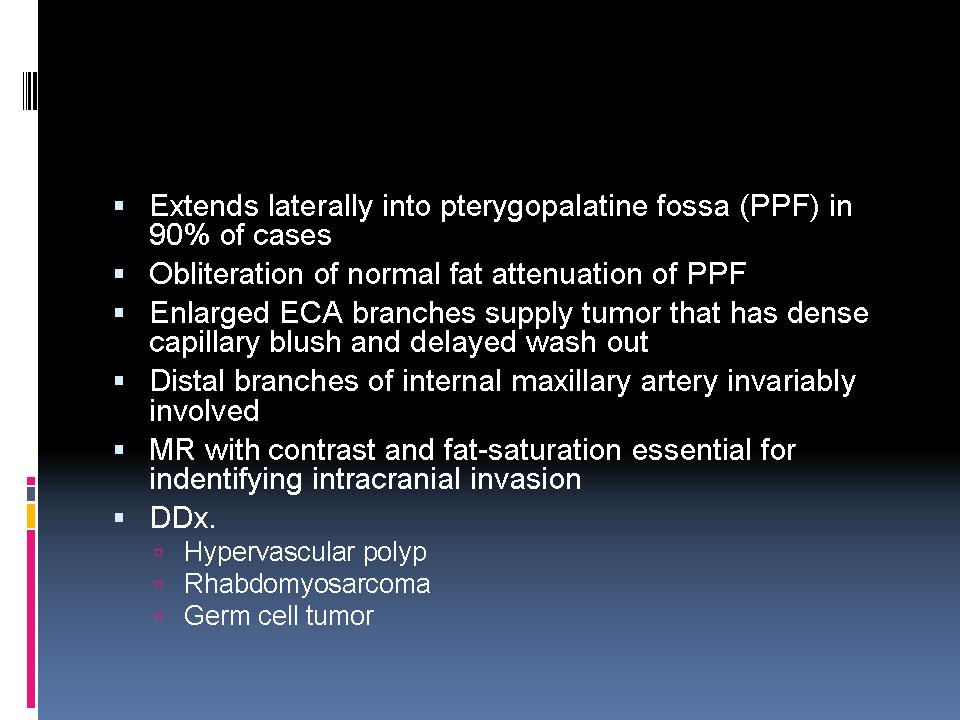 Extends laterally into pterygopalatine fossa (PPF) in
90% of cases
Obliteration of normal fat attenuation of PPF
Enlarged ECA branches supply tumor that has dense
capillary blush and delayed wash out
Distal branches of internal maxillary artery invariably
involved
MR with contrast and fat-saturation essential for
indentifying intracranial invasion
DDx.
Hypervascular polyp
Rhabdomyosarcoma
Germ cell tumor